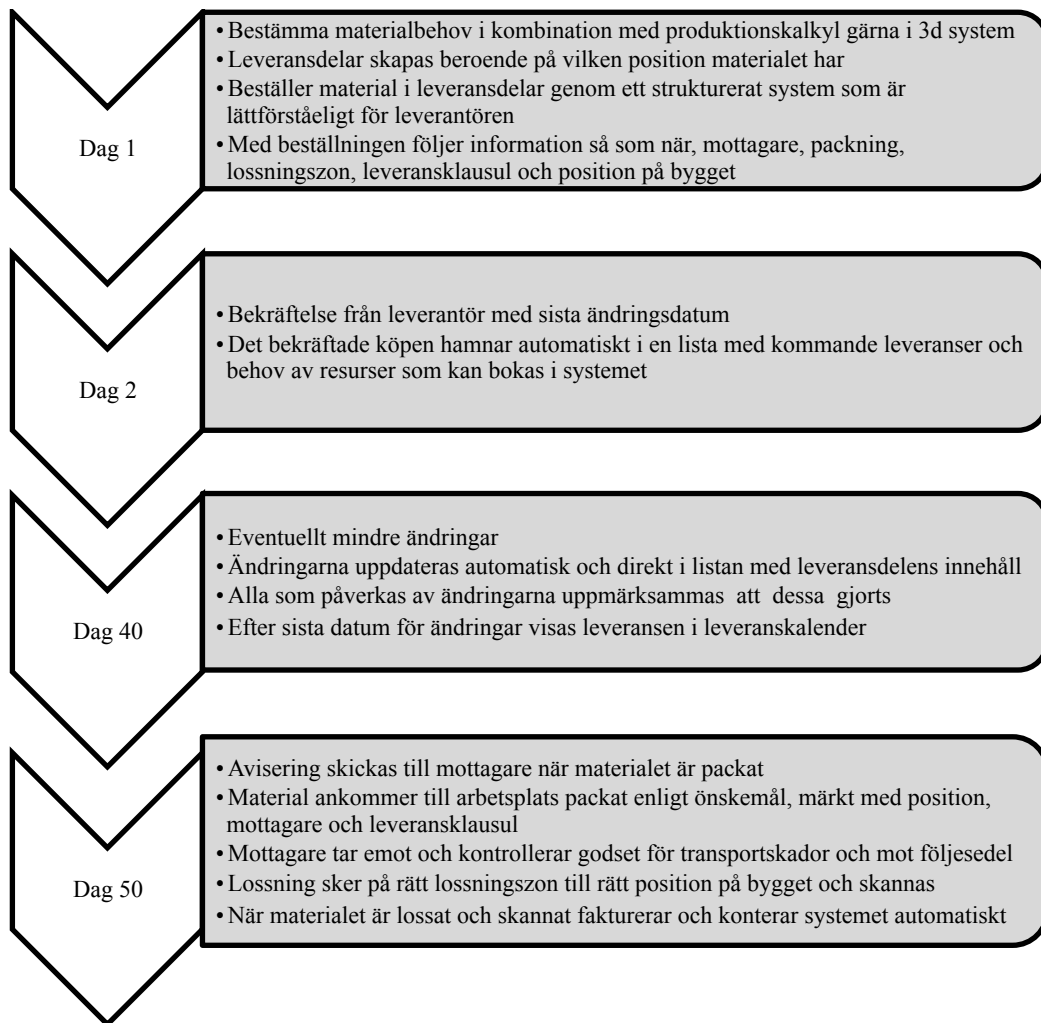 Dag 1
• Bestämma materialbehov i kombination med produktionskalkyl gärna i 3d system
• Leveransdelar skapas beroende på vilken position materialet har
• Beställer material i leveransdelar genom ett strukturerat system som är
lättförståeligt för leverantören
• Med beställningen följer information så som när, mottagare, packning,
lossningszon, leveransklausul och position på bygget
Dag 2
• Bekräftelse från leverantör med sista ändringsdatum
• Det bekräftade köpen hamnar automatiskt i en lista med kommande leveranser och
behov av resurser som kan bokas i systemet
Dag 40
• Eventuellt mindre ändringar
• Ändringarna uppdateras automatisk och direkt i listan med leveransdelens innehåll
• Alla som påverkas av ändringarna uppmärksammas att dessa gjorts
• Efter sista datum för ändringar visas leveransen i leveranskalender
Dag 50
• Avisering skickas till mottagare när materialet är packat
• Material ankommer till arbetsplats packat enligt önskemål, märkt med position,
mottagare och leveransklausul
• Mottagare tar emot och kontrollerar godset för transportskador och mot följesedel
• Lossning sker på rätt lossningszon till rätt position på bygget och skannas
• När materialet är lossat och skannat fakturerar och konterar systemet automatiskt